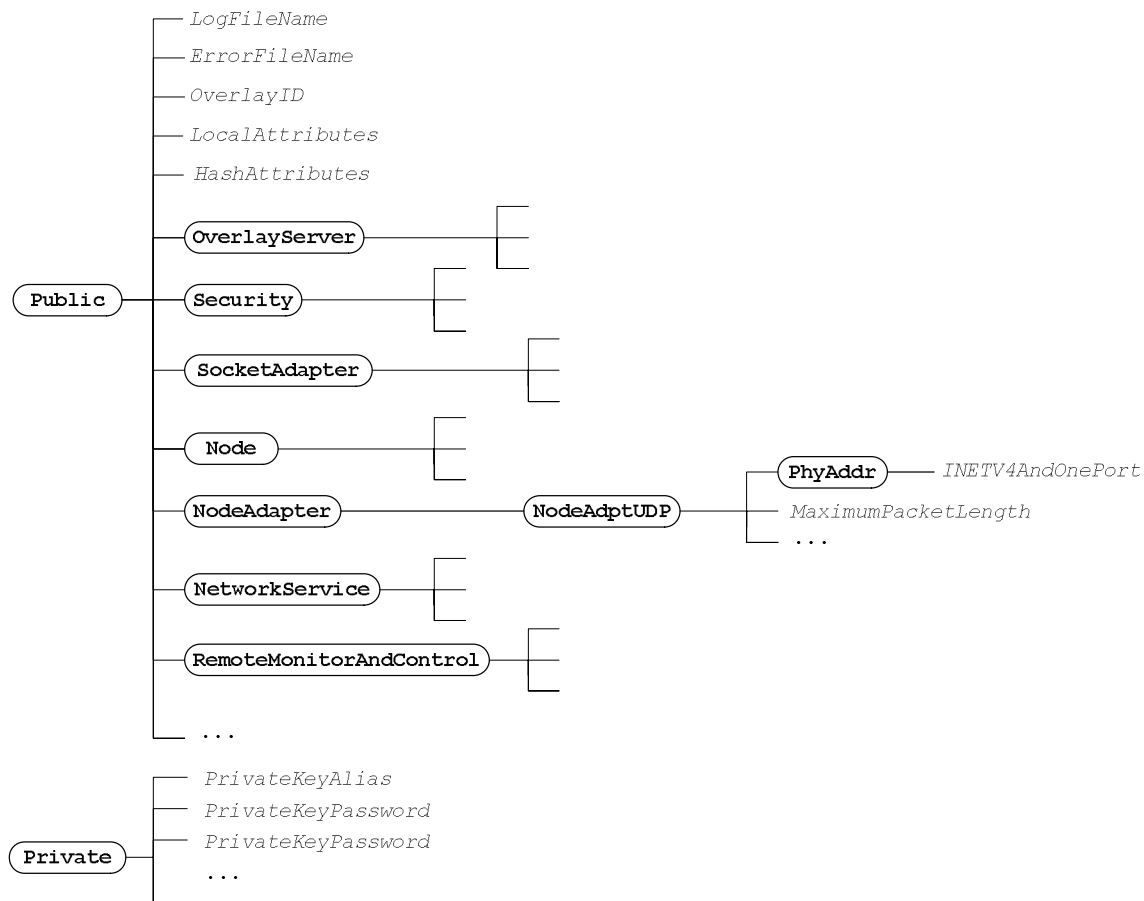 LogFileName
ErrorFileName
OverlayID
LocalAttributes
HashAttributes
OverlayServer
Public
Security
SocketAdapter
Node
PhyAddr
INETV4AndOnePort
NodeAdapter
NodeAdptUDP
MaximumPacketLength
...
NetworkService
RemoteMonitorAndControl
...
PrivateKeyAlias
PrivateKeyPassword
PrivateKeyPassword
Private
...